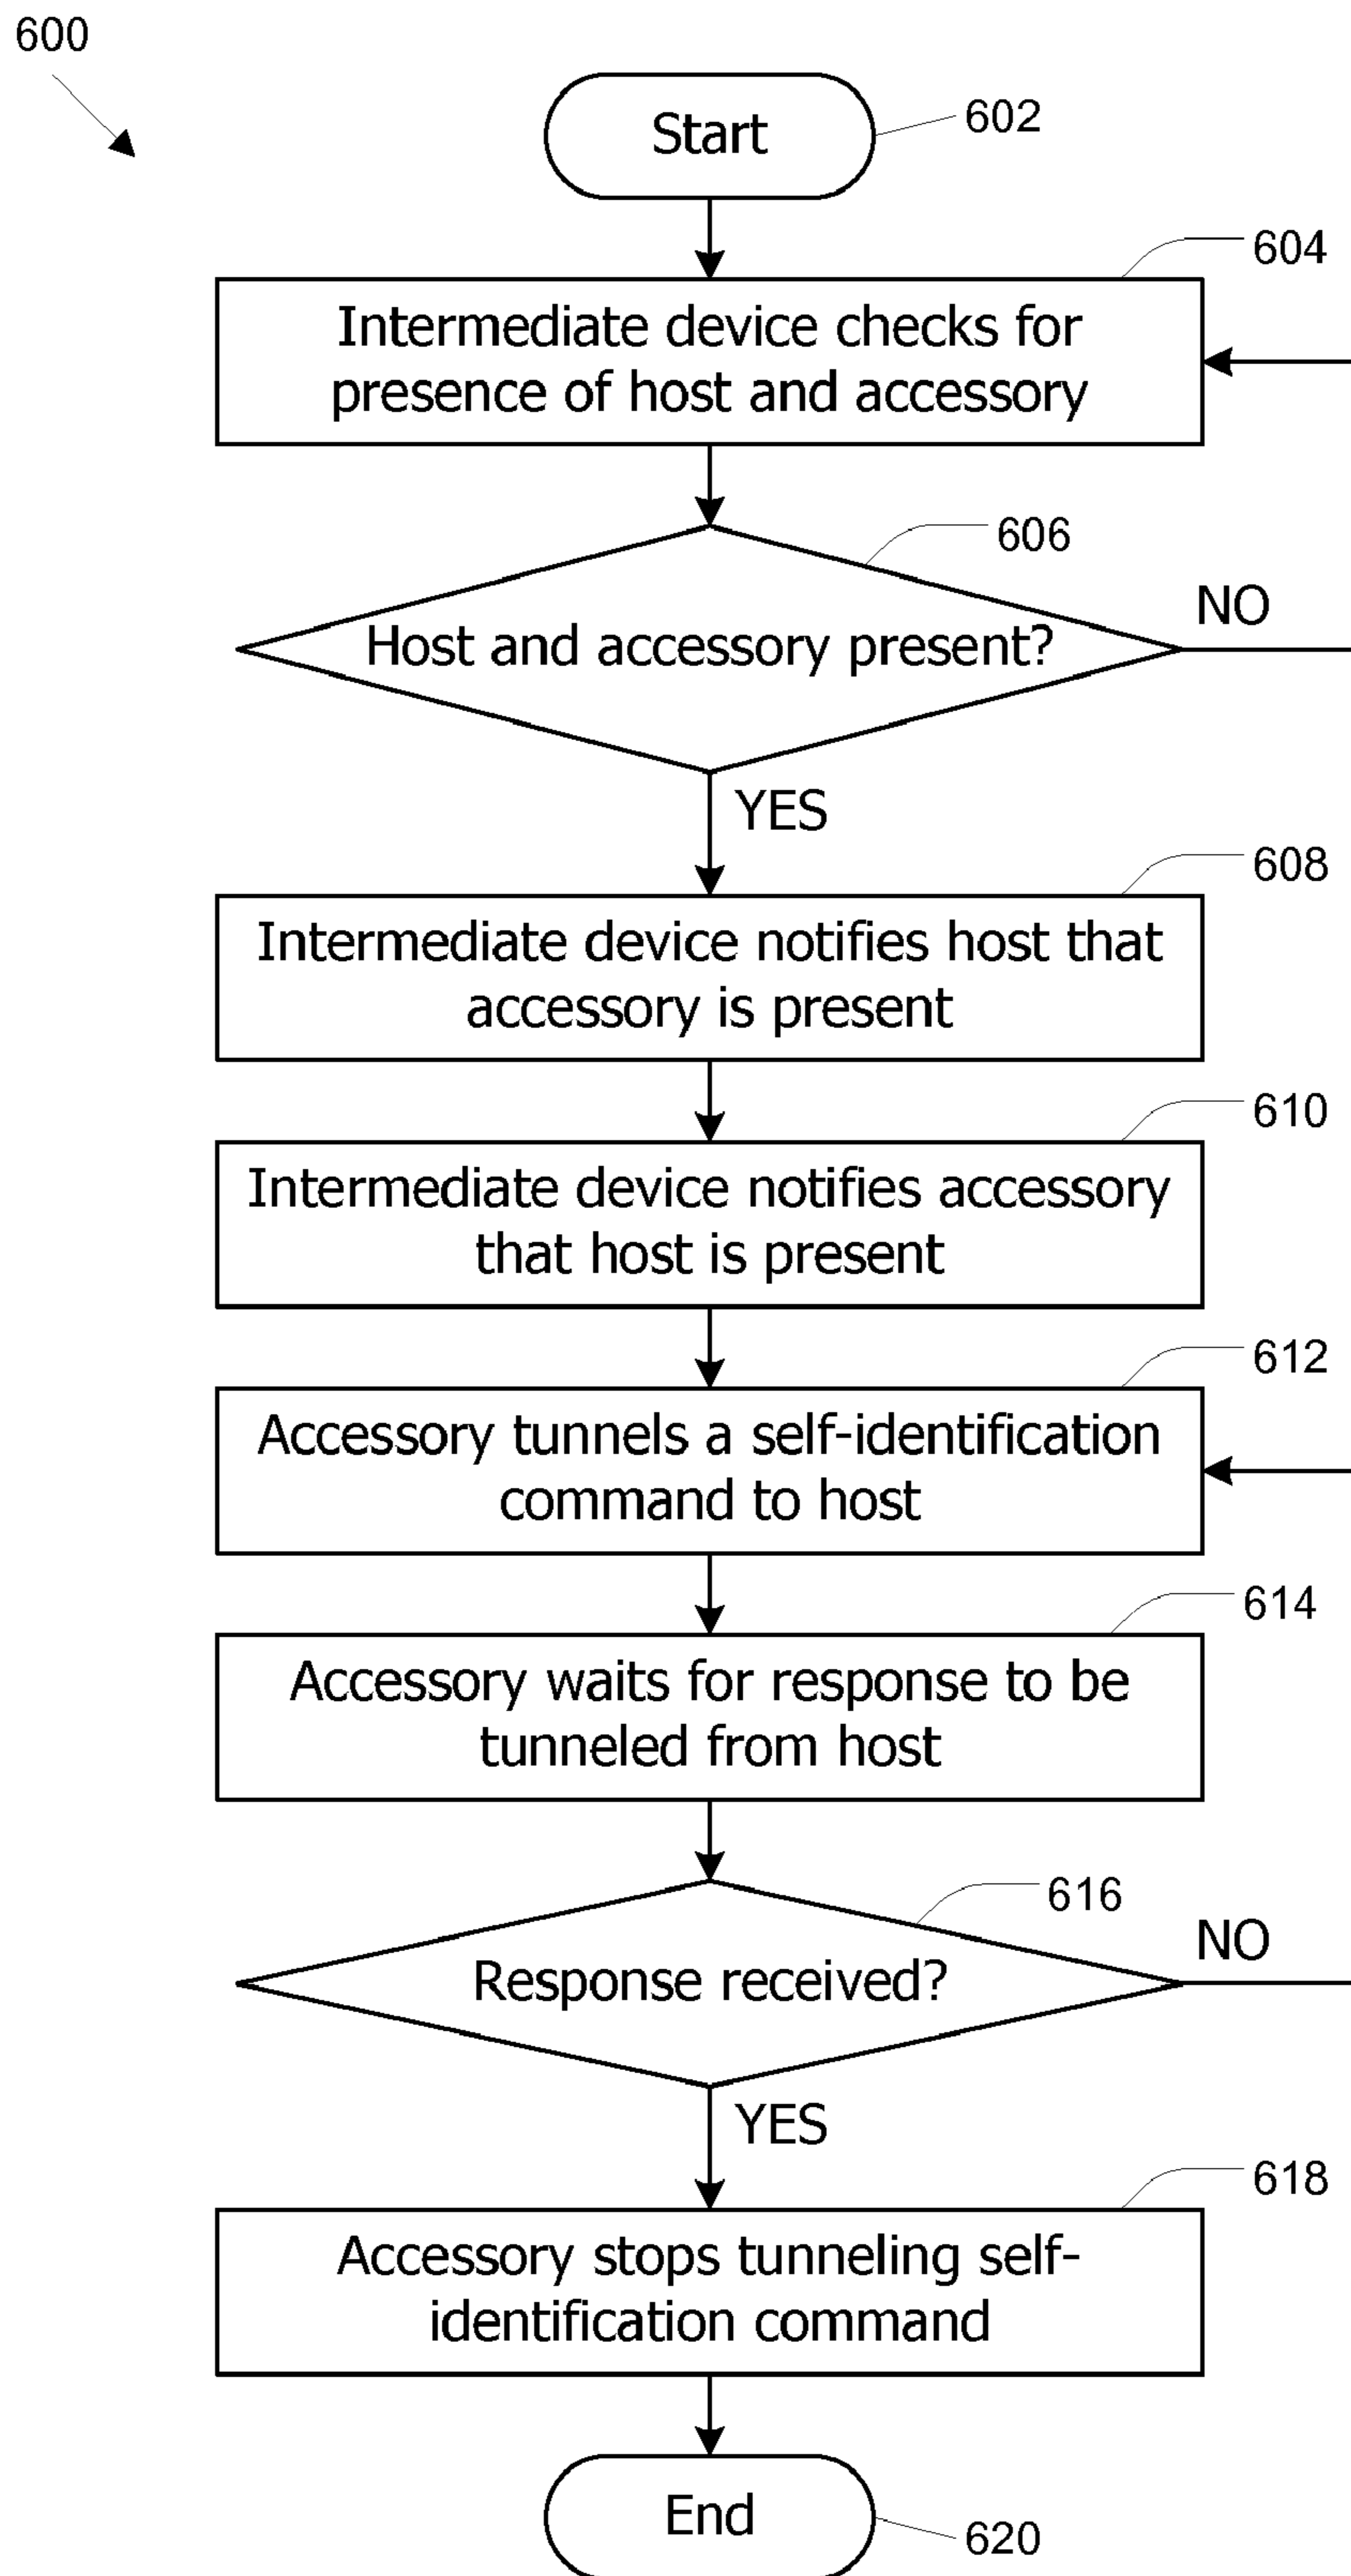 600
Start
602
604
Intermediate device checks for
presence of host and accessory
606
Host and accessory present?
NO
YES
608
Intermediate device notifies host that
accessory is present
610
Intermediate device notifies accessory
that host is present
612
Accessory tunnels a self-identification
command to host
614
Accessory waits for response to be
tunneled from host
616
Response received?
NO
YES
618
Accessory stops tunneling self-
identification command
End
620